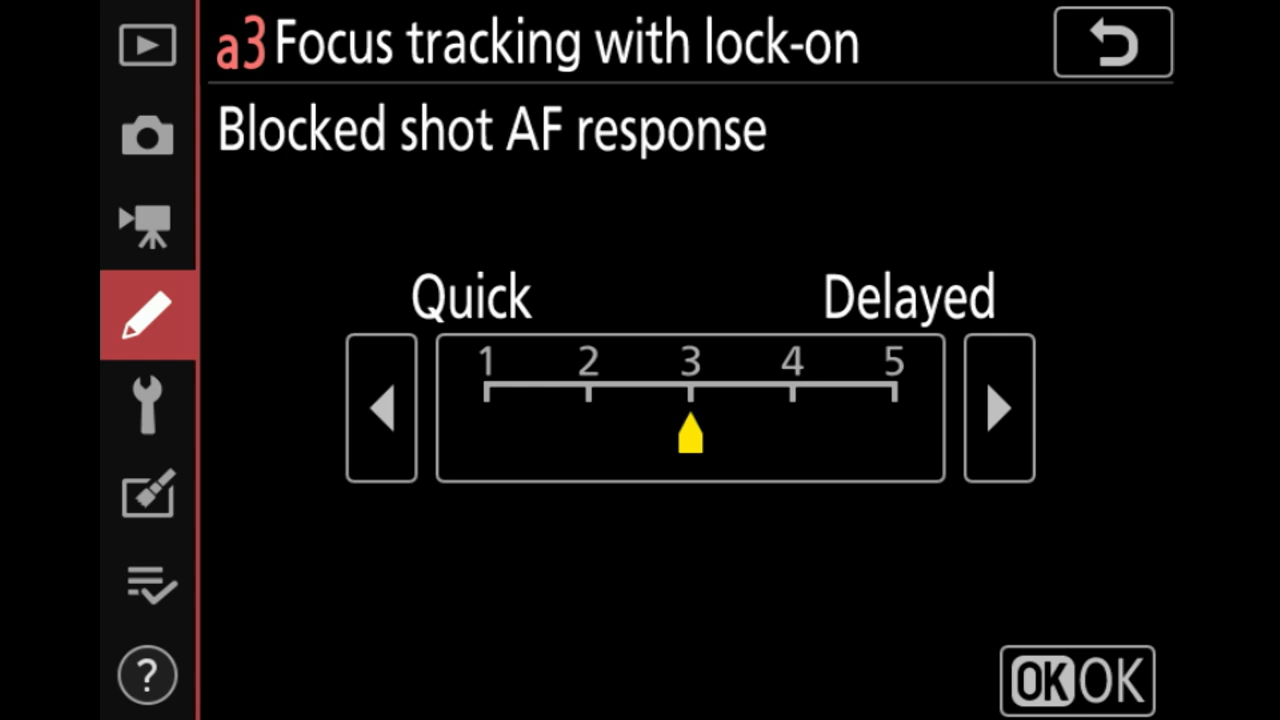 a3 Focus tracking with lock-on
Blocked shot AF response
Quick Delayed
1 2 3 4 5
?
OK OK